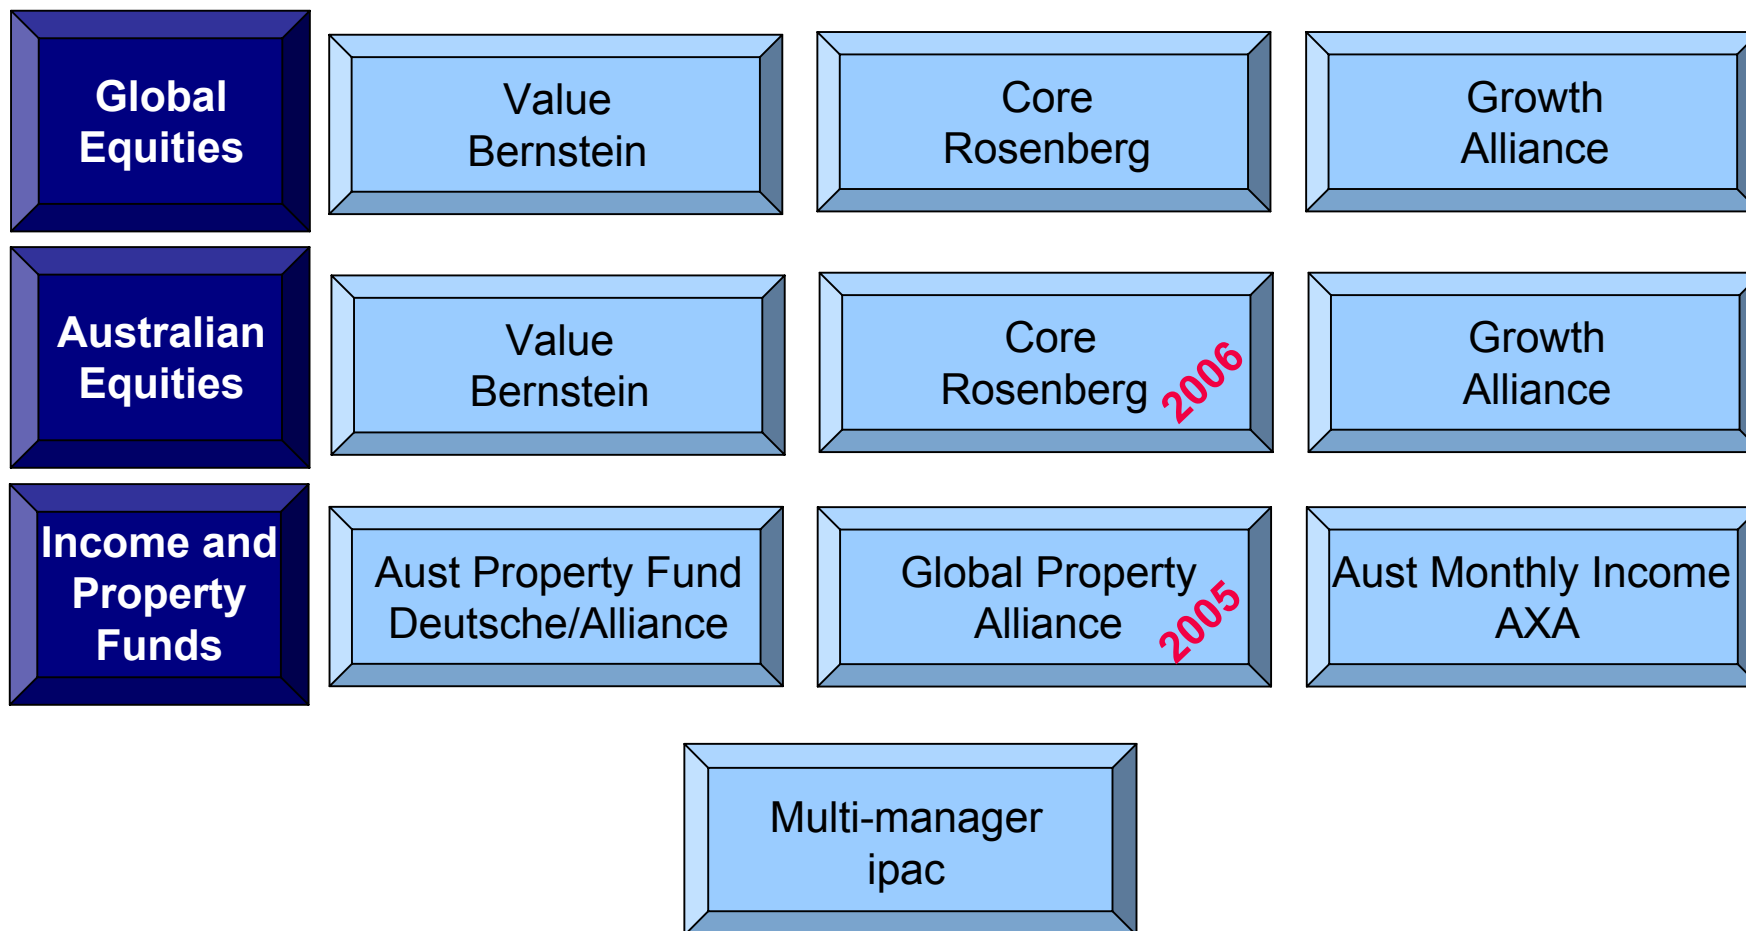 Global
Equities
Value
Bernstein
Core
Rosenberg
Growth
Alliance
Australian
Equities
Value
Bernstein
Core
Rosenberg
2006
Growth
Alliance
Income and
Property
Funds
Aust Property Fund
Deutsche/Alliance
Global Property
Alliance
2005
Aust Monthly Income
AXA
Multi-manager
ipac